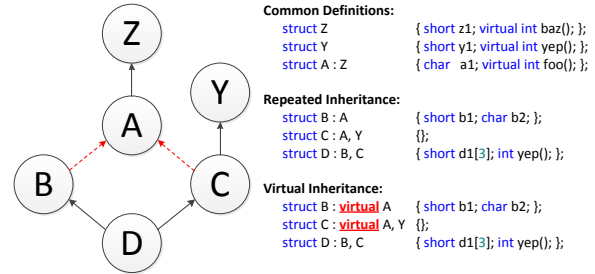 Z
Y
A
B
C
D
Common Definitions:
struct Z { short z1; virtual int baz(); };
struct Y { short y1; virtual int yep(); };
struct A : Z { char a1; virtual int foo(); };
Repeated Inheritance:
struct B : A { short b1; char b2; };
struct C : A, Y {};
struct D : B, C { short d1[3]; int yep(); };
Virtual Inheritance:
struct B : virtual A { short b1; char b2; };
struct C : virtual A, Y {};
struct D : B, C { short d1[3]; int yep(); };